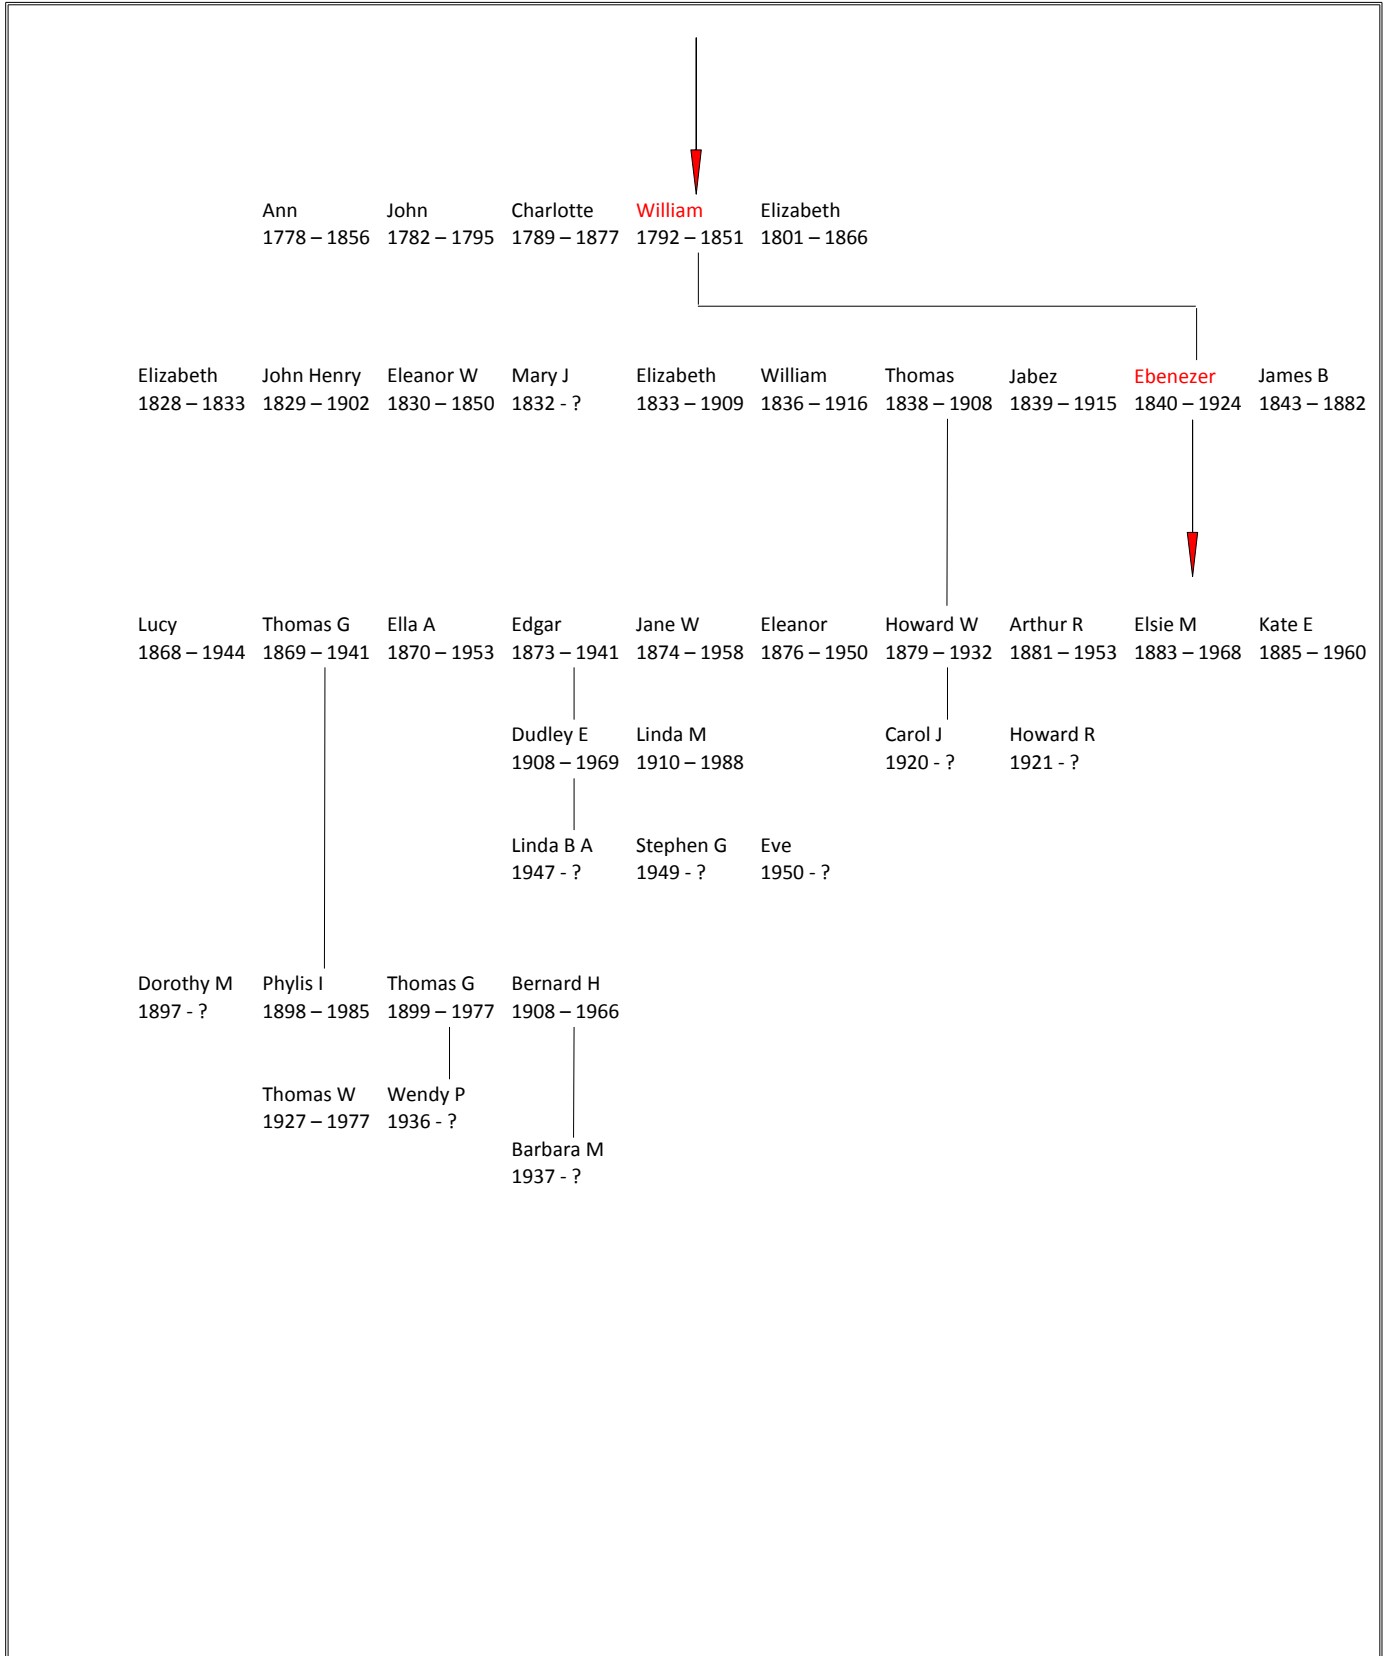 Ann John Charlotte William Elizabeth
1778 – 1856 1782 – 1795 1789 – 1877 1792 – 1851 1801 – 1866
Elizabeth John Henry Eleanor W Mary J Elizabeth William Thomas Jabez Ebenezer James B
1828 – 1833 1829 – 1902 1830 – 1850 1832 - ? 1833 – 1909 1836 – 1916 1838 – 1908 1839 – 1915 1840 – 1924 1843 – 1882
Lucy Thomas G Ella A Edgar Jane W Eleanor Howard W Arthur R Elsie M Kate E
1868 – 1944 1869 – 1941 1870 – 1953 1873 – 1941 1874 – 1958 1876 – 1950 1879 – 1932 1881 – 1953 1883 – 1968 1885 – 1960
Dudley E Linda M Carol J Howard R
1908 – 1969 1910 – 1988 1920 - ? 1921 - ?
Linda B A Stephen G Eve
1947 - ? 1949 - ? 1950 - ?
Dorothy M Phylis I Thomas G Bernard H
1897 - ? 1898 – 1985 1899 – 1977 1908 – 1966
Thomas W Wendy P
1927 – 1977 1936 - ?
Barbara M
1937 - ?